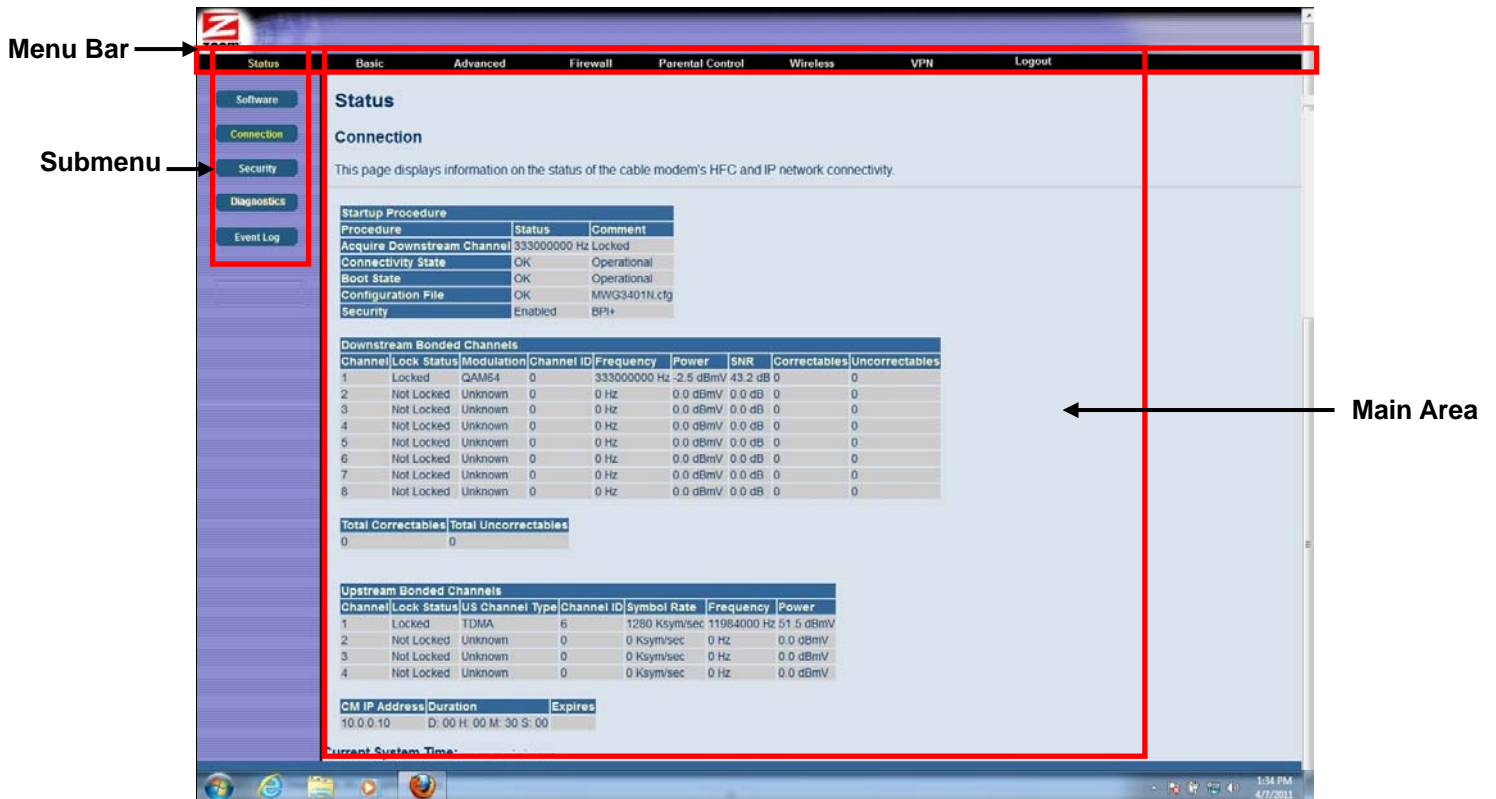 zoom
Menu Bar
Status Basic Advanced Firewall Parental Control Wireless VPN Logout
Software
Connection
Submenu
Security
Diagnostics
Event Log
Status
Connection
This page displays information on the status of the cable modem's HFC and IP network connectivity.
Startup Procedure
Procedure Status Comment
Acquire Downstream Channel 333000000 Hz Locked
Connectivity State OK Operational
Boot State OK Operational
Configuration File OK MWG3401N.cfg
Security Enabled BPI+
Downstream Bonded Channels
Channel Lock Status Modulation Channel ID Frequency Power SNR Correctables Uncorrectables
1 Locked QAM64 0 333000000 Hz -2.5 dBmV 43.2 dB 0 0
2 Not Locked Unknown 0 0 Hz 0.0 dBmV 0.0 dB 0 0
3 Not Locked Unknown 0 0 Hz 0.0 dBmV 0.0 dB 0 0
4 Not Locked Unknown 0 0 Hz 0.0 dBmV 0.0 dB 0 0
5 Not Locked Unknown 0 0 Hz 0.0 dBmV 0.0 dB 0 0
6 Not Locked Unknown 0 0 Hz 0.0 dBmV 0.0 dB 0 0
7 Not Locked Unknown 0 0 Hz 0.0 dBmV 0.0 dB 0 0
8 Not Locked Unknown 0 0 Hz 0.0 dBmV 0.0 dB 0 0
Main Area
Total Correctables Total Uncorrectables
0 0
Upstream Bonded Channels
Channel Lock Status US Channel Type Channel ID Symbol Rate Frequency Power
1 Locked TDMA 6 1280 Ksym/sec 11984000 Hz 51.5 dBmV
2 Not Locked Unknown 0 0 Ksym/sec 0 Hz 0.0 dBmV
3 Not Locked Unknown 0 0 Ksym/sec 0 Hz 0.0 dBmV
4 Not Locked Unknown 0 0 Ksym/sec 0 Hz 0.0 dBmV
CM IP Address Duration Expires
10.0.0.10 D: 00 H: 00 M: 30 S: 00
Current System Time:
1:34 PM
4/7/2011